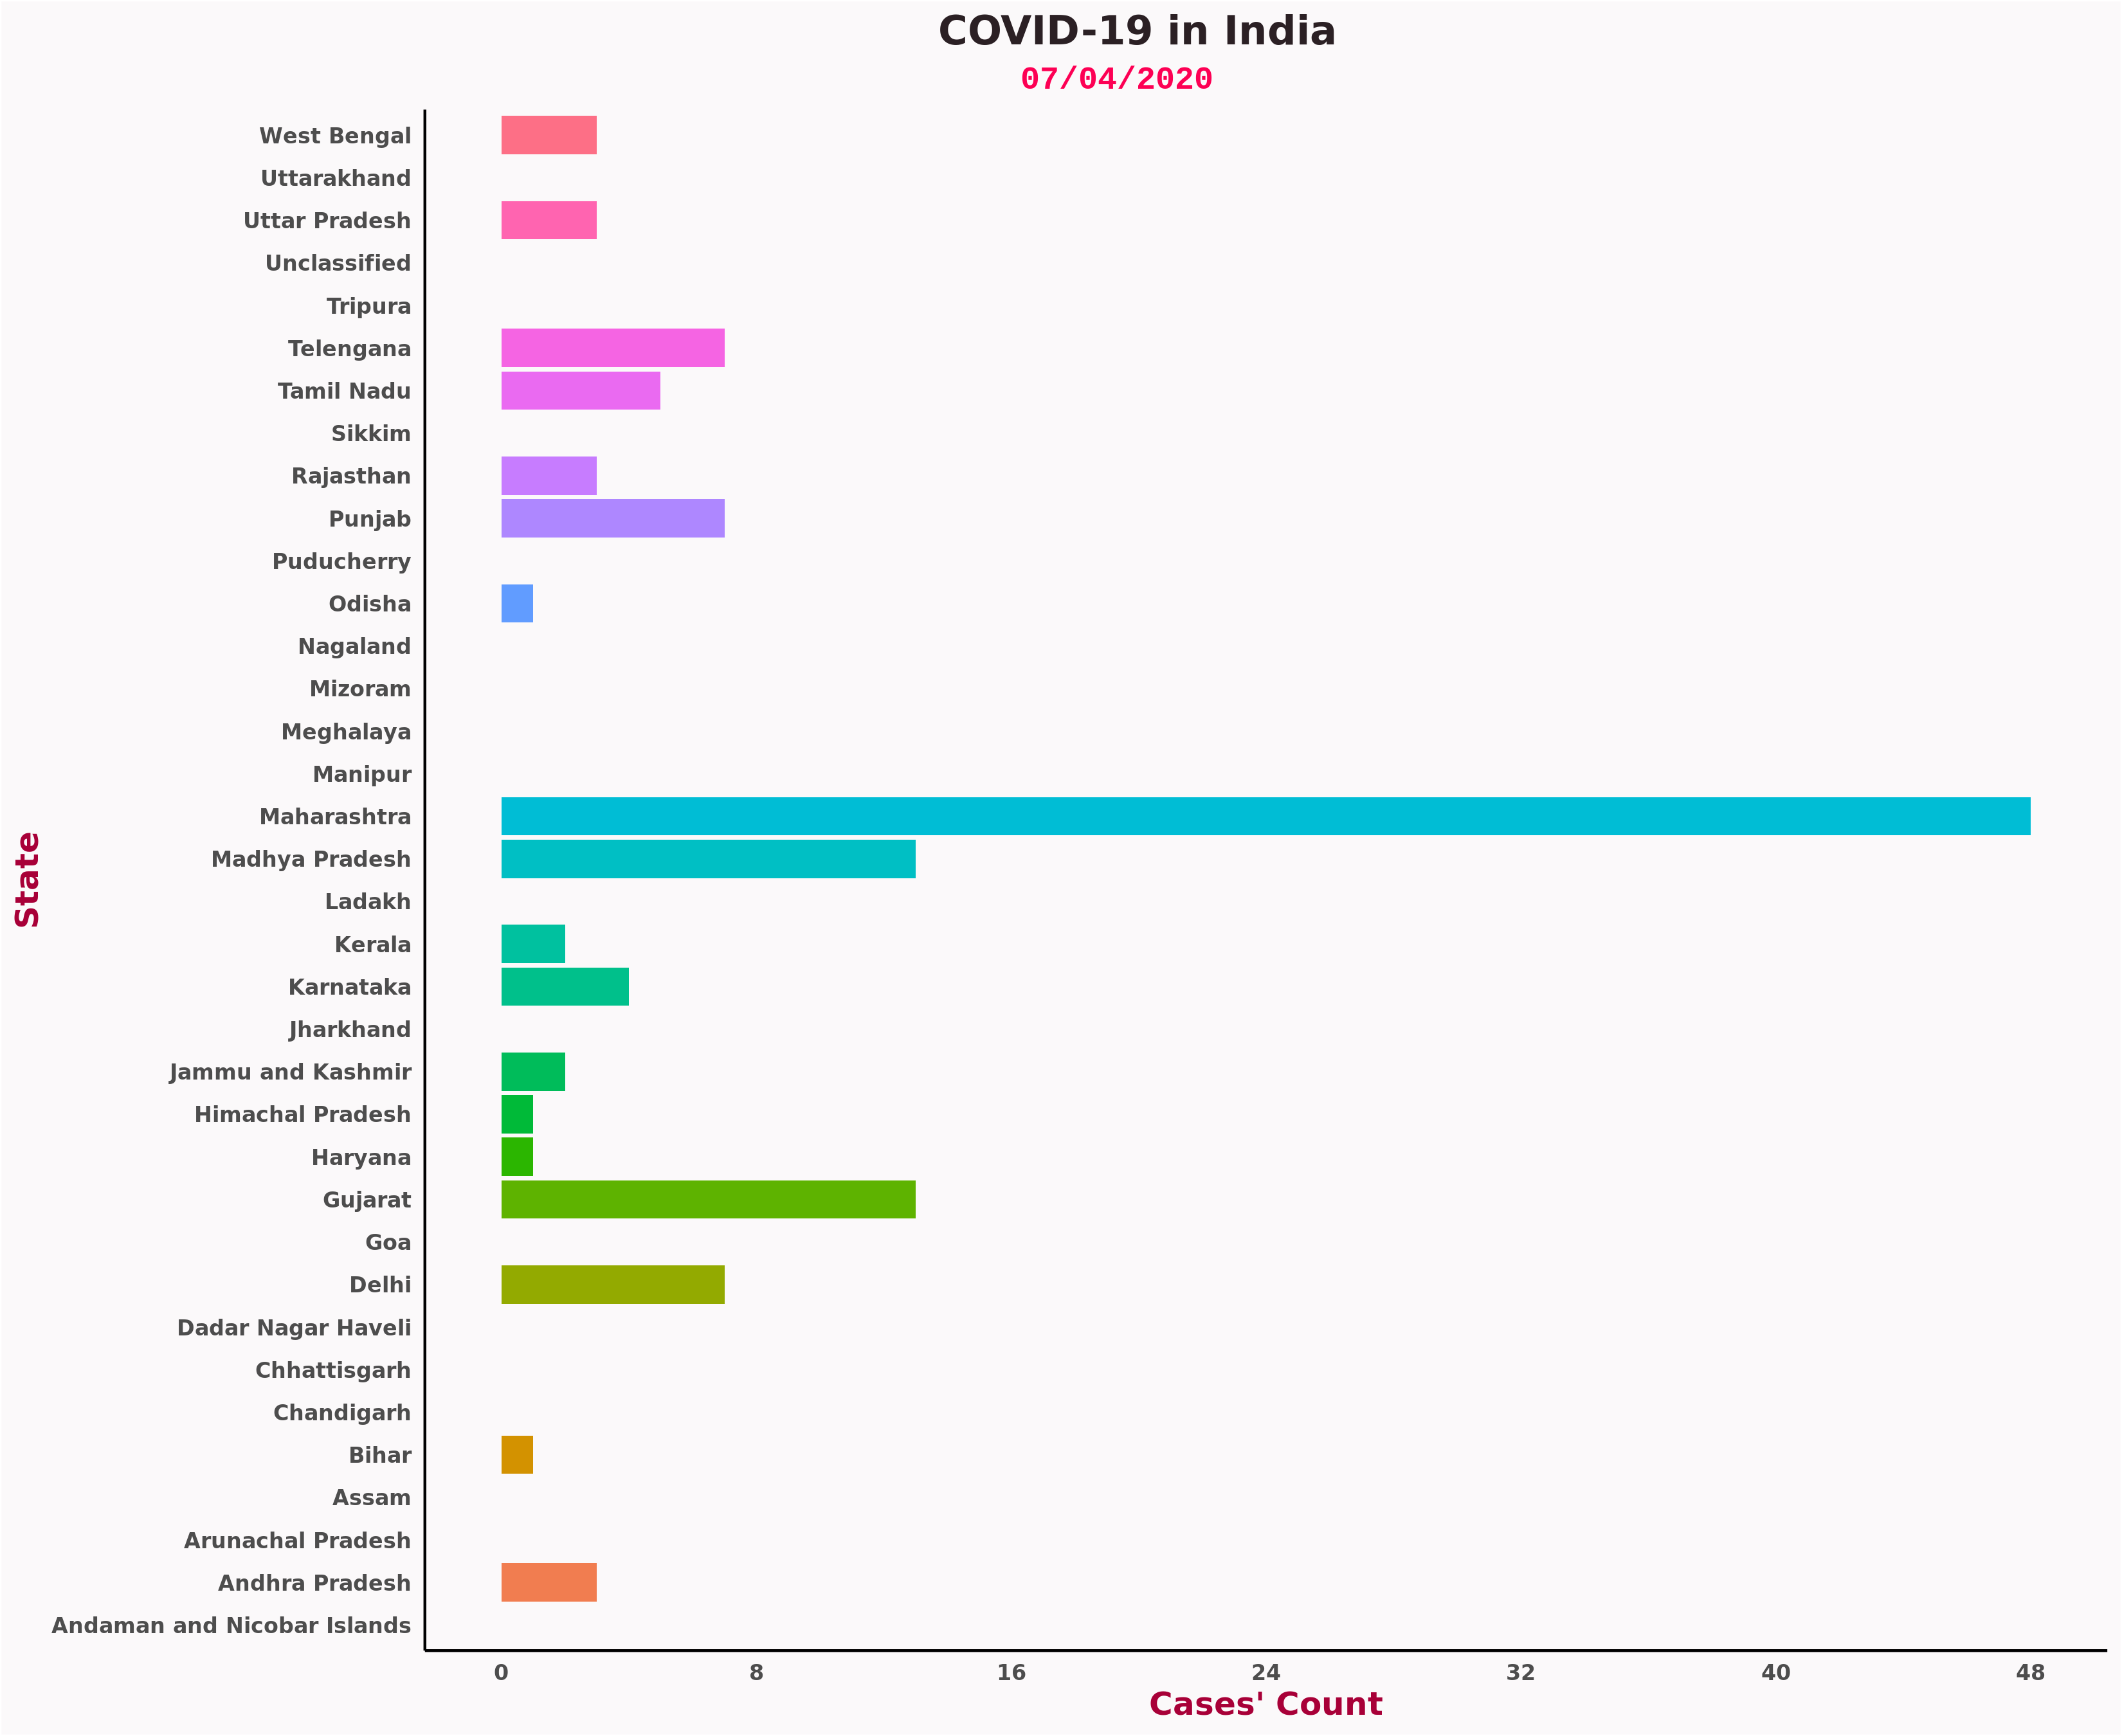 COVID-19 in India
07/04/2020
West Bengal
Uttarakhand
Uttar Pradesh
Unclassified
Tripura
Telengana
Tamil Nadu
Sikkim
Rajasthan
Punjab
Puducherry
Odisha
Nagaland
Mizoram
Meghalaya
Manipur
Maharashtra
Madhya Pradesh
Ladakh
Kerala
Karnataka
Jharkhand
Jammu and Kashmir
Himachal Pradesh
Haryana
Gujarat
Goa
Delhi
Dadar Nagar Haveli
Chhattisgarh
Chandigarh
Bihar
Assam
Arunachal Pradesh
Andhra Pradesh
Andaman and Nicobar Islands
State
0 8 16 24 32 40 48
Cases' Count